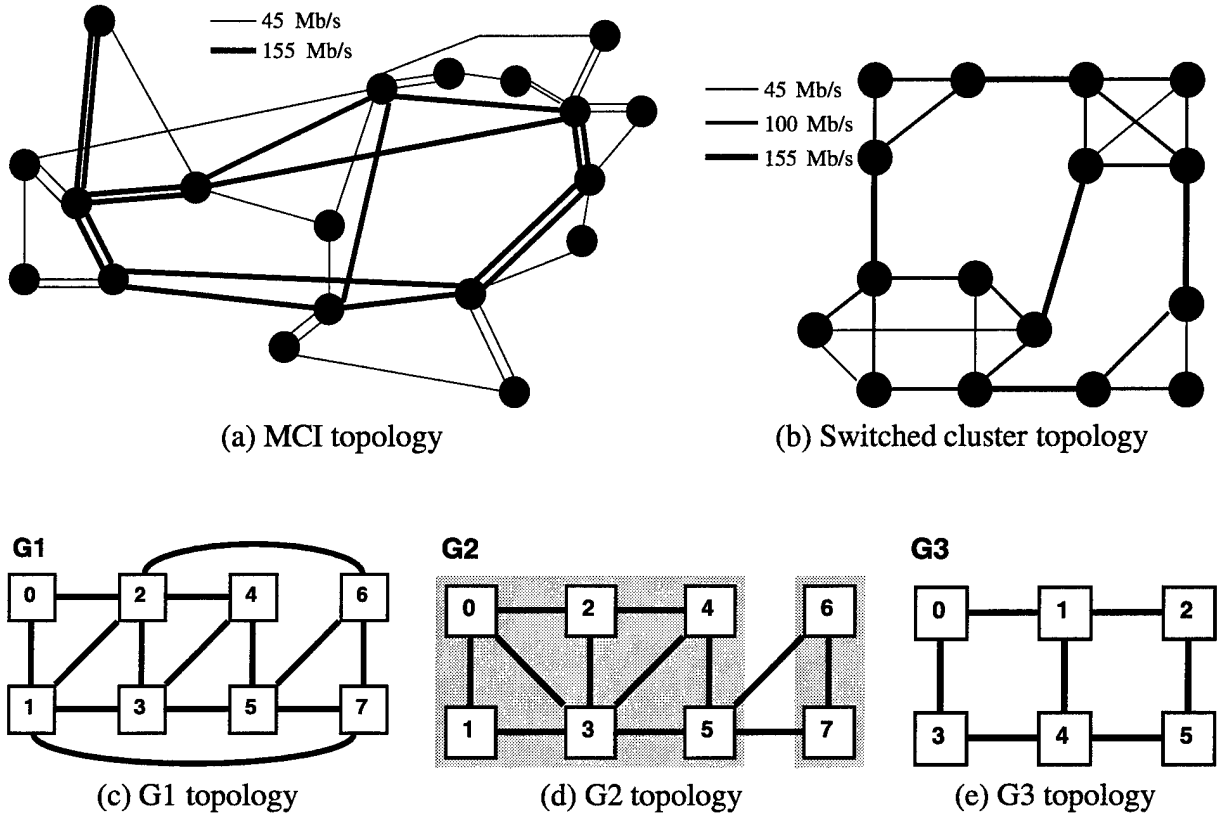 45 Mb/s
155 Mb/s
45 Mb/s
100 Mb/s
155 Mb/s
(a) MCI topology
(b) Switched cluster topology
G1
0 2 4 6
1 3 5 7
(c) G1 topology
G2
0 2 4 6
1 3 5 7
(d) G2 topology
G3
0 1 2
3 4 5
(e) G3 topology